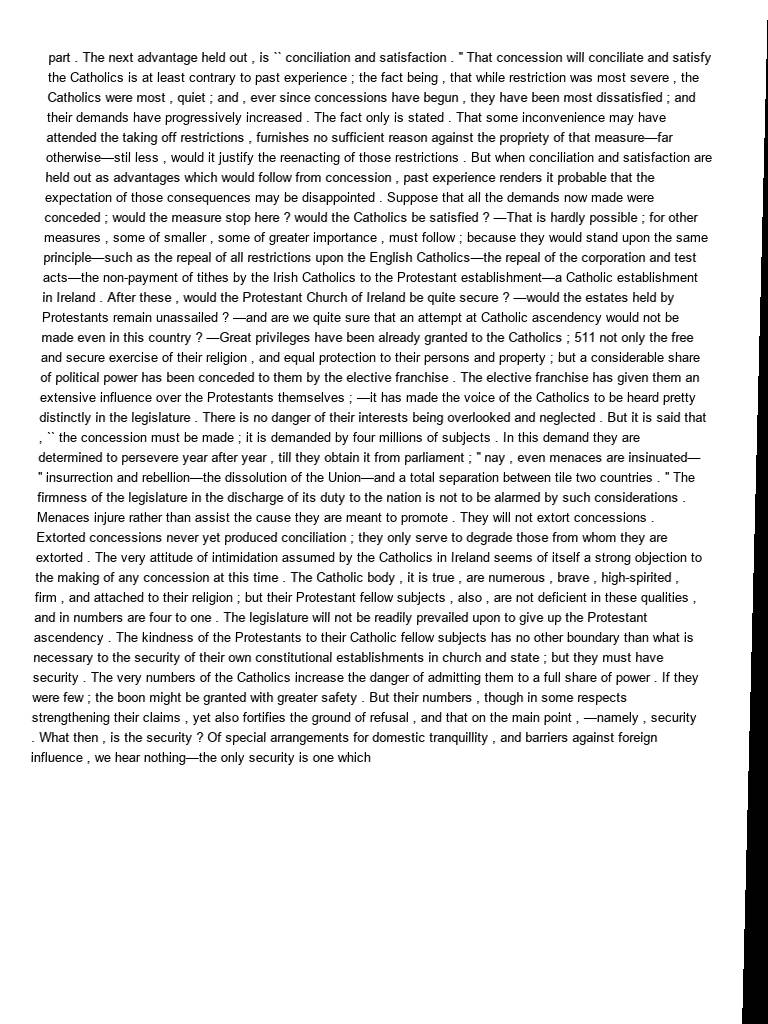 part . The next advantage held out , is `` conciliation and satisfaction . " That concession will conciliate and satisfy
the Catholics is at least contrary to past experience ; the fact being , that while restriction was most severe , the
Catholics were most , quiet ; and , ever since concessions have begun , they have been most dissatisfied ; and
their demands have progressively increased . The fact only is stated . That some inconvenience may have
attended the taking off restrictions , furnishes no sufficient reason against the propriety of that measure—far
otherwise—stil less , would it justify the reenacting of those restrictions . But when conciliation and satisfaction are
held out as advantages which would follow from concession , past experience renders it probable that the
expectation of those consequences may be disappointed . Suppose that all the demands now made were
conceded ; would the measure stop here ? would the Catholics be satisfied ? —That is hardly possible ; for other
measures , some of smaller , some of greater importance , must follow ; because they would stand upon the same
principle—such as the repeal of all restrictions upon the English Catholics—the repeal of the corporation and test
acts—the non-payment of tithes by the Irish Catholics to the Protestant establishment—a Catholic establishment
in Ireland . After these , would the Protestant Church of Ireland be quite secure ? —would the estates held by
Protestants remain unassailed ? —and are we quite sure that an attempt at Catholic ascendency would not be
made even in this country ? —Great privileges have been already granted to the Catholics ; 511 not only the free
and secure exercise of their religion , and equal protection to their persons and property ; but a considerable share
of political power has been conceded to them by the elective franchise . The elective franchise has given them an
extensive influence over the Protestants themselves ; —it has made the voice of the Catholics to be heard pretty
distinctly in the legislature . There is no danger of their interests being overlooked and neglected . But it is said that
, `` the concession must be made ; it is demanded by four millions of subjects . In this demand they are
determined to persevere year after year , till they obtain it from parliament ; " nay , even menaces are insinuated—
" insurrection and rebellion—the dissolution of the Union—and a total separation between tile two countries . " The
firmness of the legislature in the discharge of its duty to the nation is not to be alarmed by such considerations .
Menaces injure rather than assist the cause they are meant to promote . They will not extort concessions .
Extorted concessions never yet produced conciliation ; they only serve to degrade those from whom they are
extorted . The very attitude of intimidation assumed by the Catholics in Ireland seems of itself a strong objection to
the making of any concession at this time . The Catholic body , it is true , are numerous , brave , high-spirited ,
firm , and attached to their religion ; but their Protestant fellow subjects , also , are not deficient in these qualities ,
and in numbers are four to one . The legislature will not be readily prevailed upon to give up the Protestant
ascendency . The kindness of the Protestants to their Catholic fellow subjects has no other boundary than what is
necessary to the security of their own constitutional establishments in church and state ; but they must have
security . The very numbers of the Catholics increase the danger of admitting them to a full share of power . If they
were few ; the boon might be granted with greater safety . But their numbers , though in some respects
strengthening their claims , yet also fortifies the ground of refusal , and that on the main point , —namely , security
. What then , is the security ? Of special arrangements for domestic tranquillity , and barriers against foreign
influence , we hear nothing—the only security is one which